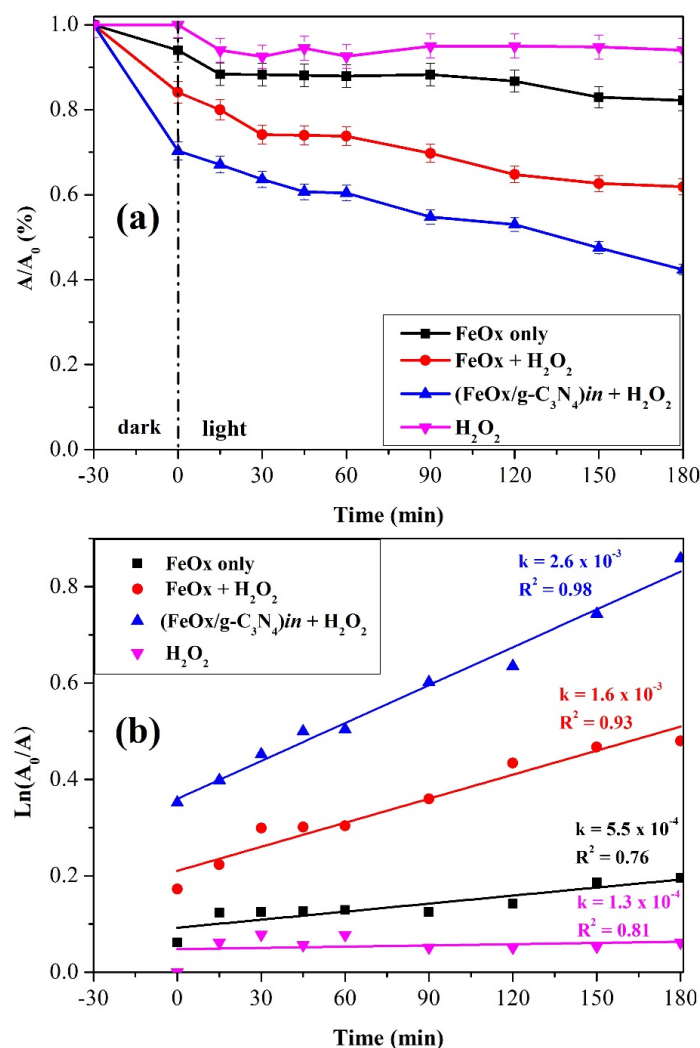 1.0
0.8
0.6
0.4
0.2
0.0
A/A₀ (%)
(a)
dark
light
FeOx only
FeOx + H₂O₂
(FeOx/g-C₃N₄)in + H₂O₂
H₂O₂
-30 0 30 60 90 120 150 180
Time (min)
0.8
0.6
0.4
0.2
0.0
Ln(A₀/A)
FeOx only
FeOx + H₂O₂
(FeOx/g-C₃N₄)in + H₂O₂
H₂O₂
(b)
k = 2.6 x 10⁻³
R² = 0.98
k = 1.6 x 10⁻³
R² = 0.93
k = 5.5 x 10⁻⁴
R² = 0.76
k = 1.3 x 10⁻⁴
R² = 0.81
-30 0 30 60 90 120 150 180
Time (min)